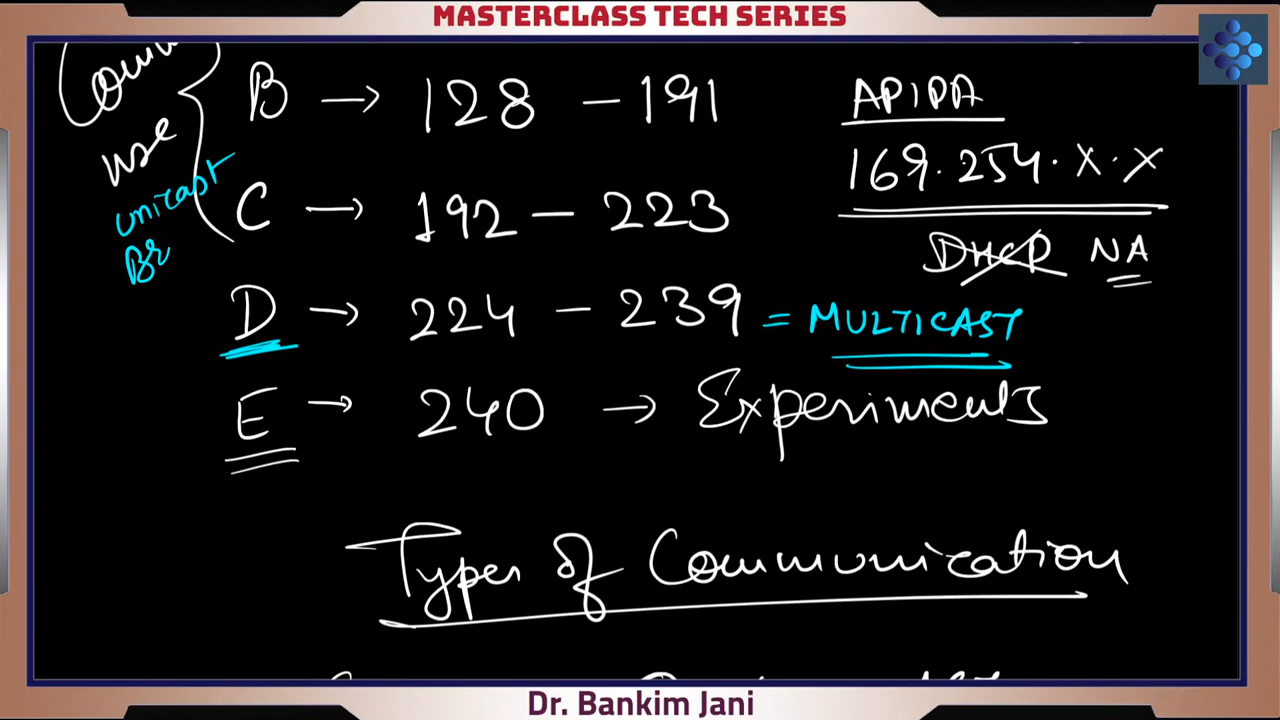 MASTERCLASS TECH SERIES
use
unicast
Br
B → 128 - 191
C → 192 - 223
D → 224 - 239 = MULTICAST
E → 240 → Experiments
APIPA
169.254.X.X
DHCP NA
Types of Communication
Dr. Bankim Jani